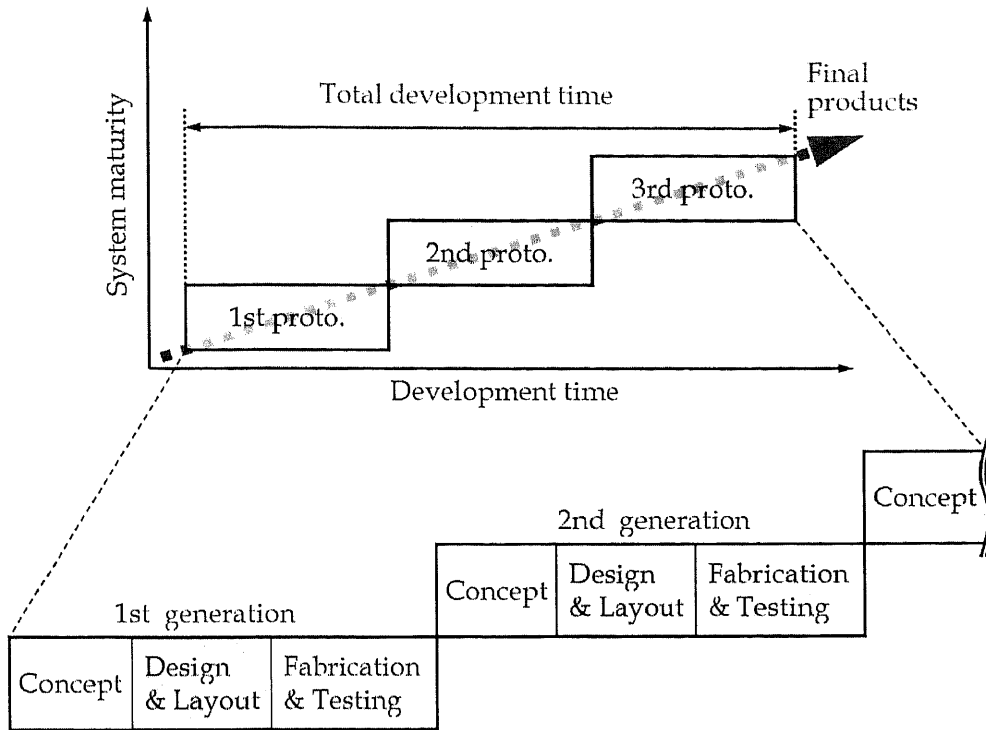 Final
products
Total development time
System maturity
3rd proto.
2nd proto.
1st proto.
Development time
Concept
2nd generation
Concept
Design
& Layout
Fabrication
& Testing
1st generation
Concept
Design
& Layout
Fabrication
& Testing